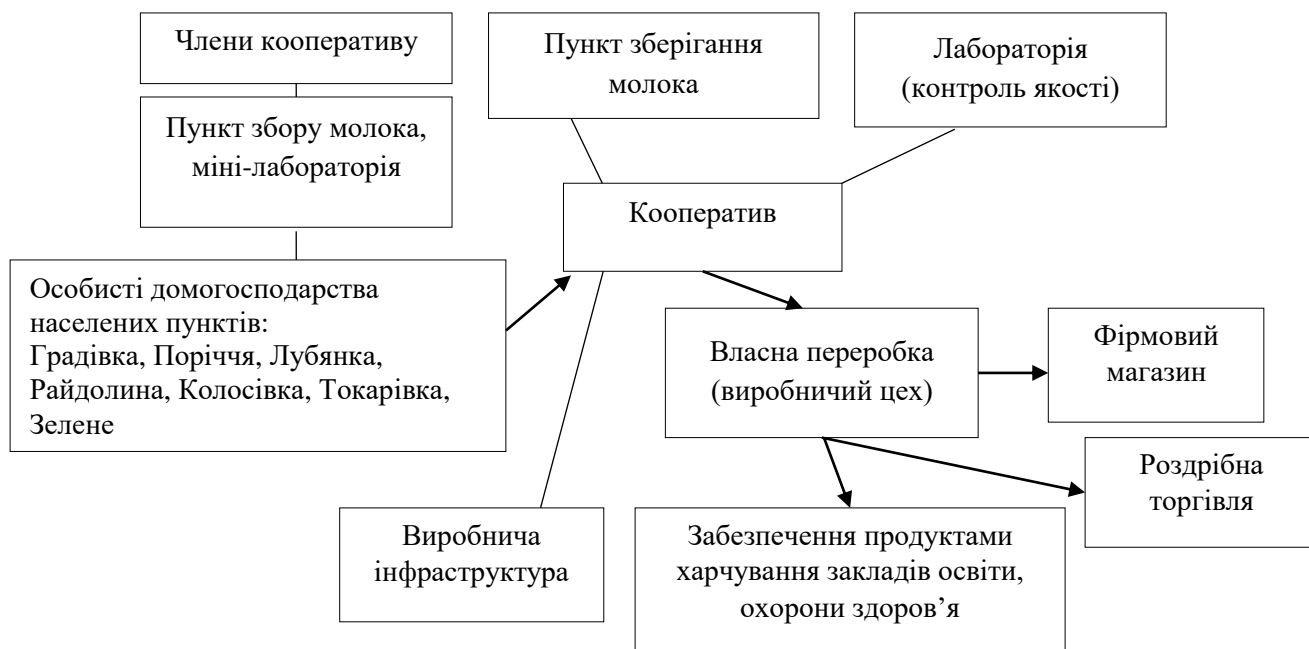 Члени кооперативу
Пункт збору молока,
міні-лабораторія
Особисті домогосподарства
населених пунктів:
Градівка, Поріччя, Лубянка,
Райдолина, Колосівка, Токарівка,
Зелене
Пункт зберігання
молока
Лабораторія
(контроль якості)
Кооператив
Власна переробка
(виробничий цех)
Фірмовий
магазин
Роздрібна
торгівля
Виробнича
інфраструктура
Забезпечення продуктами
харчування закладів освіти,
охорони здоров’я